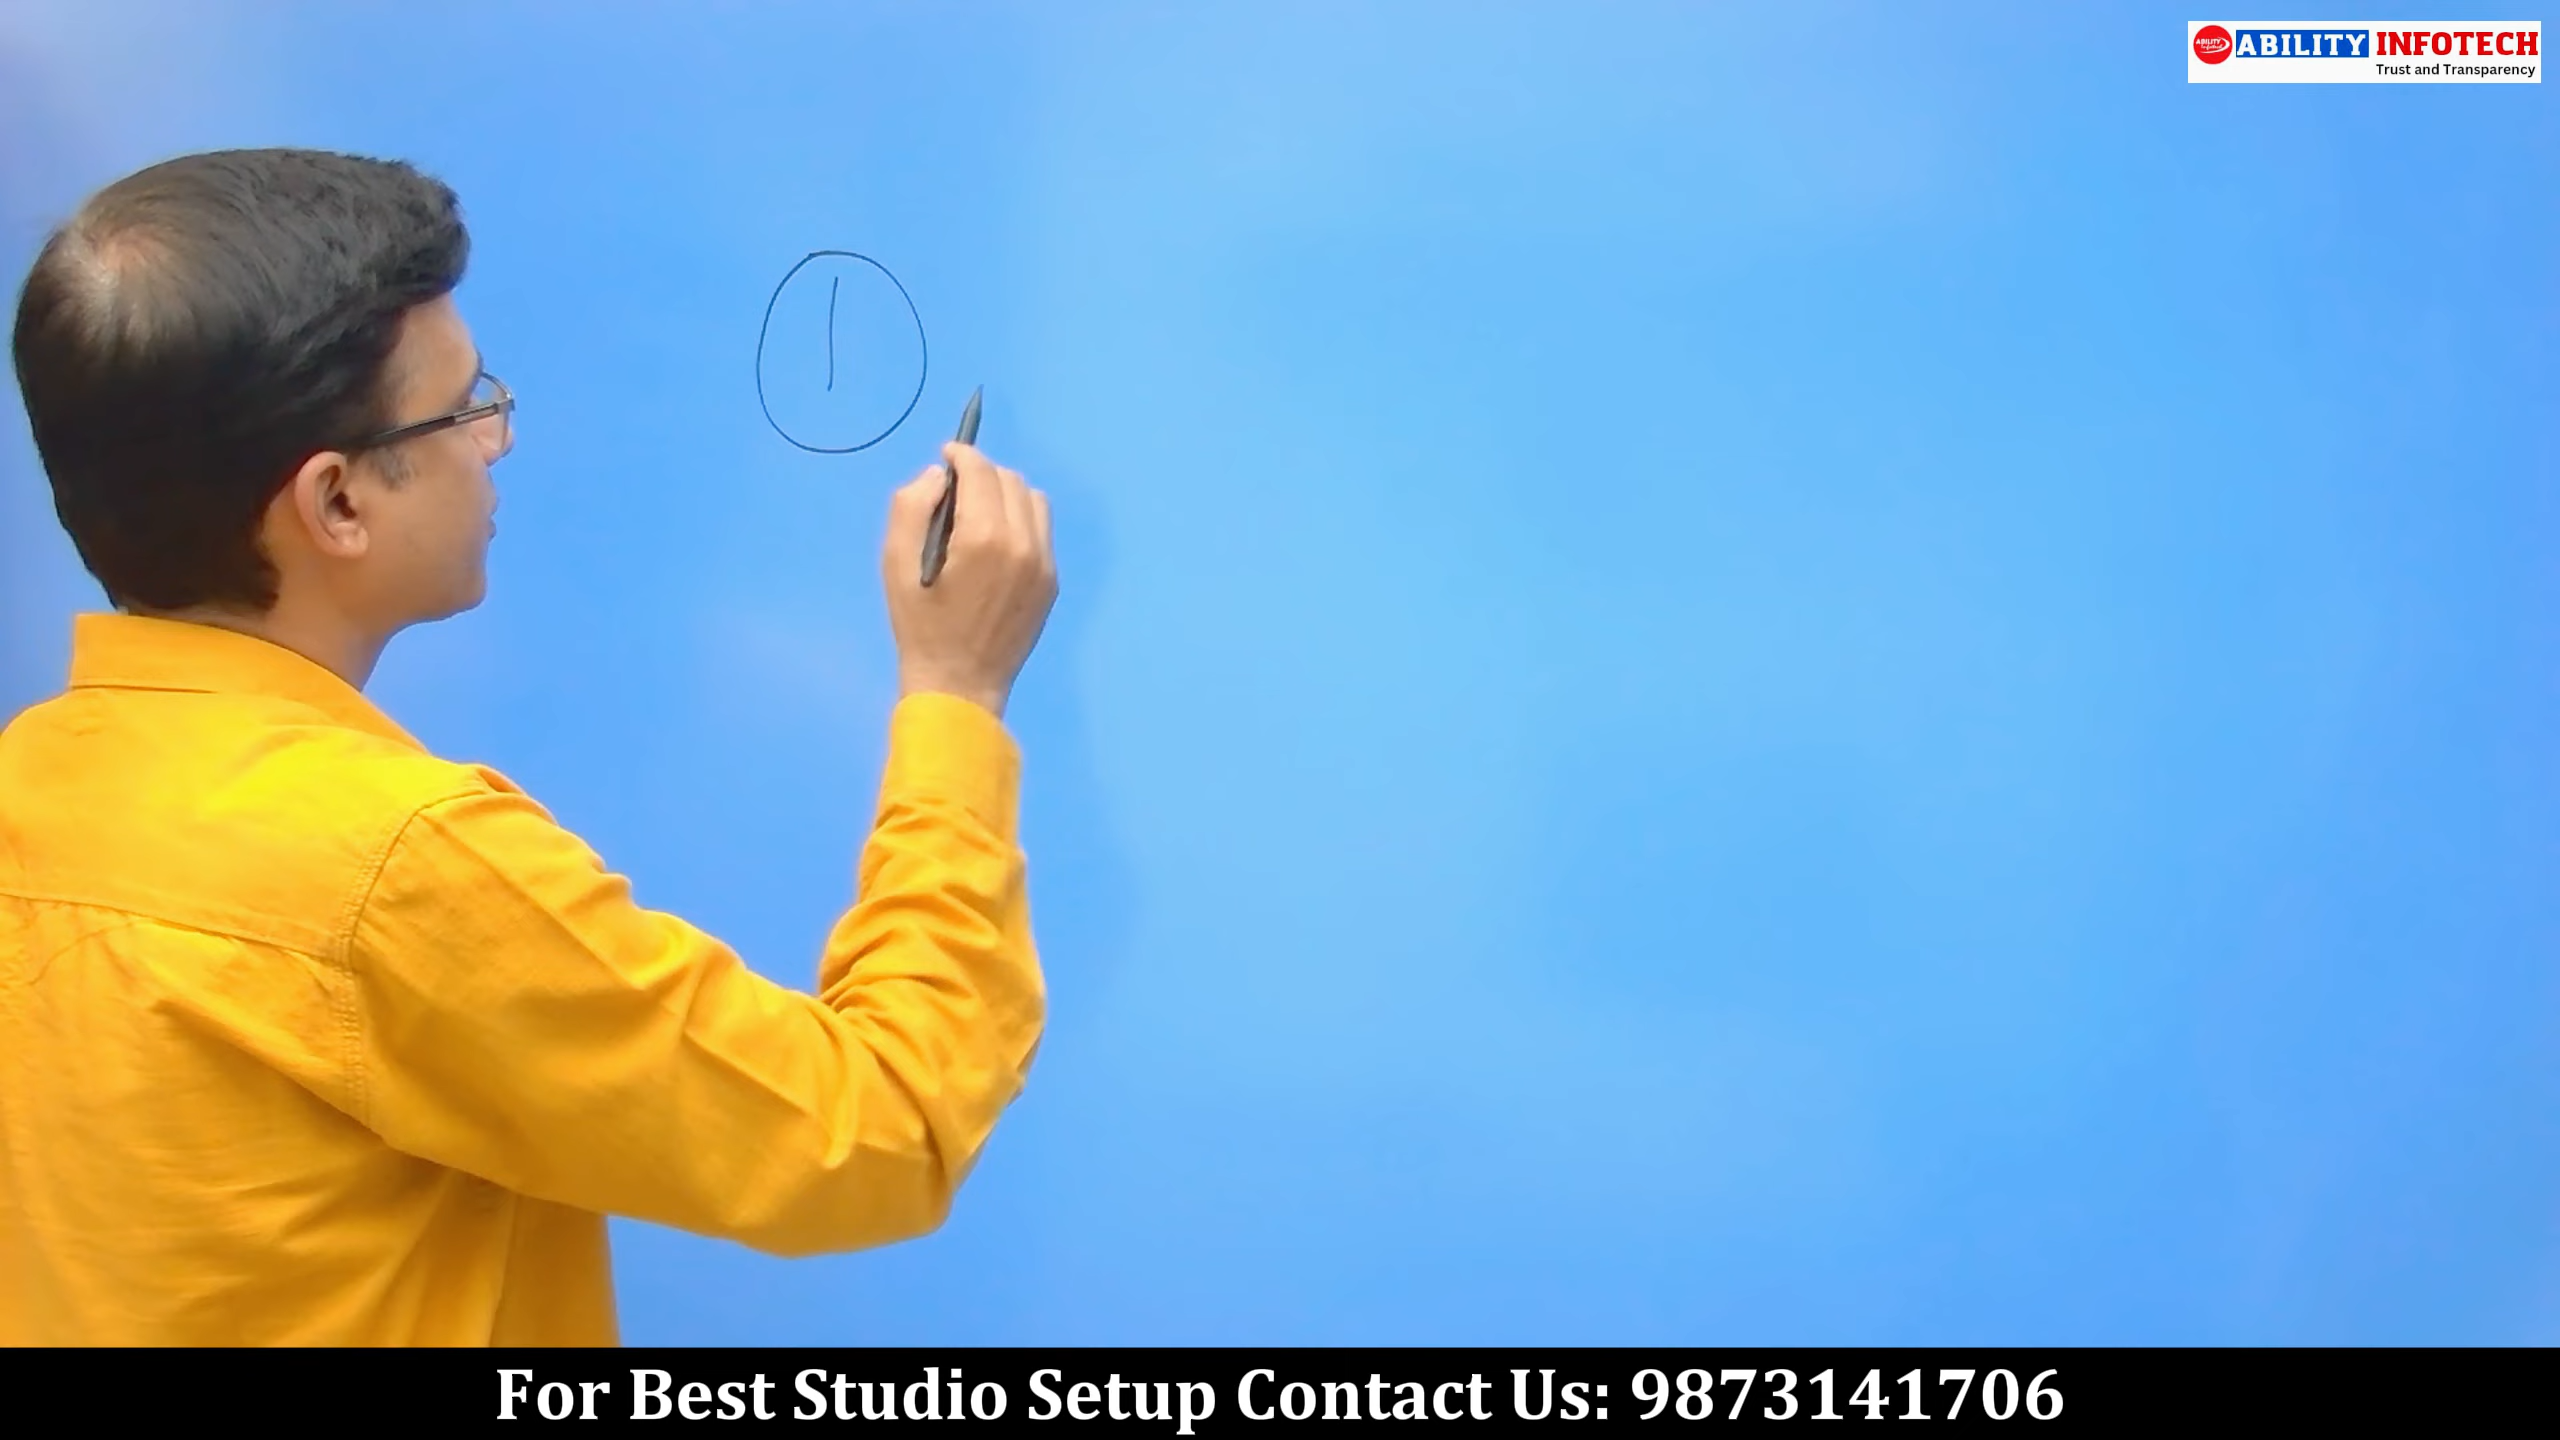 ABILITY INFOTECH
Trust and Transparency
1
For Best Studio Setup Contact Us: 9873141706